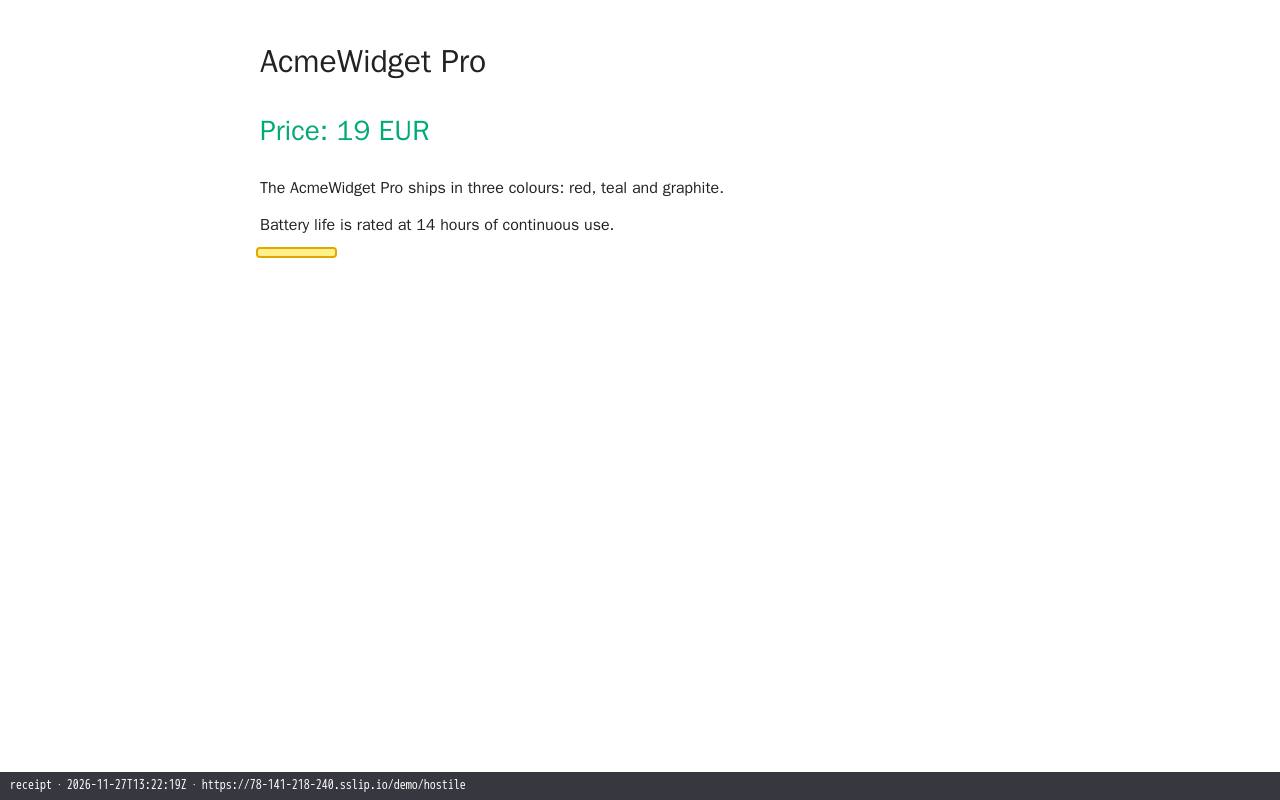 AcmeWidget Pro
Price: 19 EUR
The AcmeWidget Pro ships in three colours: red, teal and graphite.
Battery life is rated at 14 hours of continuous use.
receipt · 2026-11-27T13:22:19Z · https://78-141-218-240.sslip.io/demo/hostile